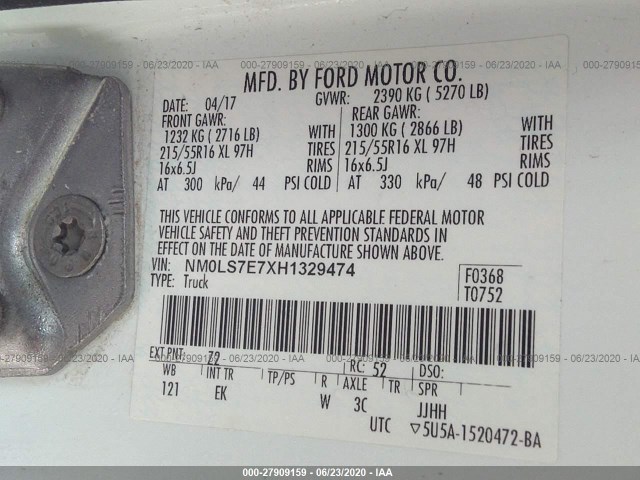 000-27909159 - 06/23/2020 - IAA
MFD. BY FORD MOTOR CO.
DATE: 04/17 GVWR: 2390 KG ( 5270 LB)
FRONT GAWR: REAR GAWR:
1232 KG ( 2716 LB) WITH 1300 KG ( 2866 LB) WITH
215/55R16 XL 97H TIRES 215/55R16 XL 97H TIRES
16x6.5J RIMS 16x6.5J RIMS
AT 300 kPa/ 44 PSI COLD AT 330 kPa/ 48 PSI COLD
THIS VEHICLE CONFORMS TO ALL APPLICABLE FEDERAL MOTOR
VEHICLE SAFETY AND THEFT PREVENTION STANDARDS IN
EFFECT ON THE DATE OF MANUFACTURE SHOWN ABOVE.
VIN: NM0LS7E7XH1329474 F0368
TYPE: Truck T0752
000-27909159 - 06/23/2020 - IAA
EXT PNT: Z2 RC: 52 DSO:
WB INT TR TP/PS R AXLE TR SPR
121 EK W 3C JJHH
UTC ▽5U5A-1520472-BA
000-27909159 - 06/23/2020 - IAA